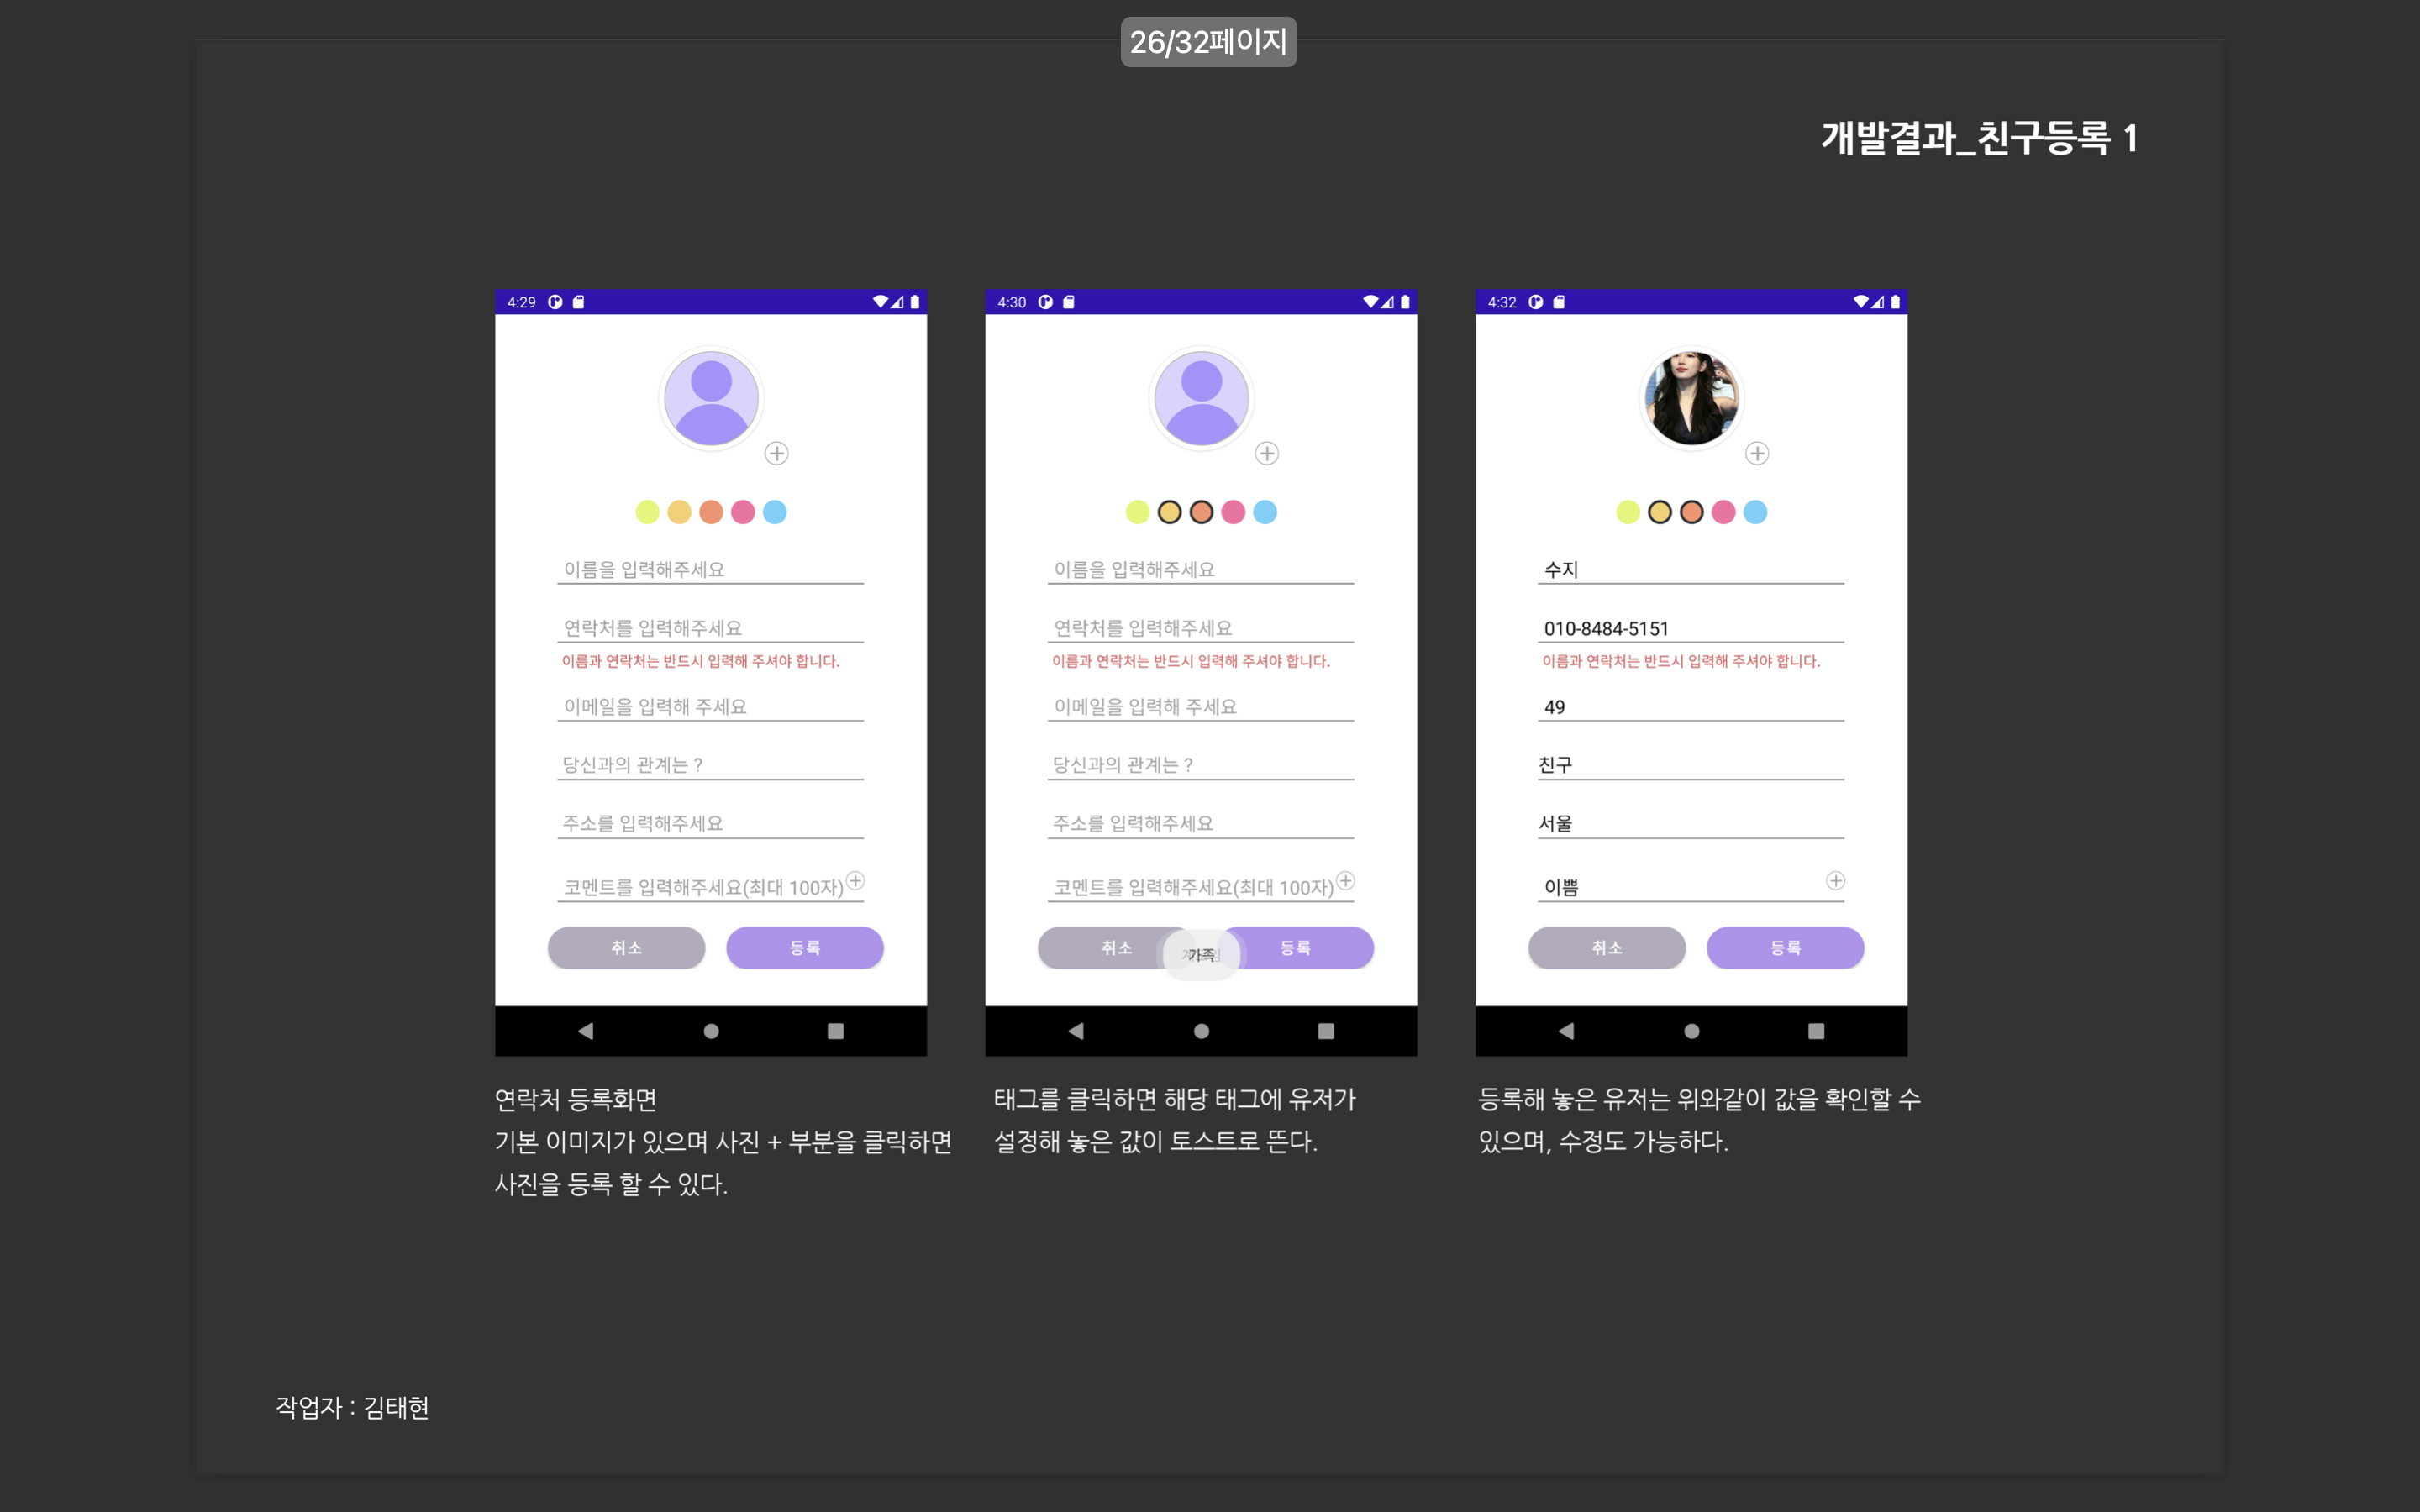 26/32페이지
개발결과_친구등록 1
4:29
이름을 입력해주세요
연락처를 입력해주세요
이름과 연락처는 반드시 입력해 주셔야 합니다.
이메일을 입력해 주세요
당신과의 관계는 ?
주소를 입력해주세요
코멘트를 입력해주세요(최대 100자)
취소 등록
연락처 등록화면
기본 이미지가 있으며 사진 + 부분을 클릭하면
사진을 등록 할 수 있다.
4:30
이름을 입력해주세요
연락처를 입력해주세요
이름과 연락처는 반드시 입력해 주셔야 합니다.
이메일을 입력해 주세요
당신과의 관계는 ?
주소를 입력해주세요
코멘트를 입력해주세요(최대 100자)
취소 가족 등록
태그를 클릭하면 해당 태그에 유저가
설정해 놓은 값이 토스트로 뜬다.
4:32
수지
010-8484-5151
이름과 연락처는 반드시 입력해 주셔야 합니다.
49
친구
서울
이쁨
취소 등록
등록해 놓은 유저는 위와같이 값을 확인할 수
있으며, 수정도 가능하다.
작업자 : 김태현